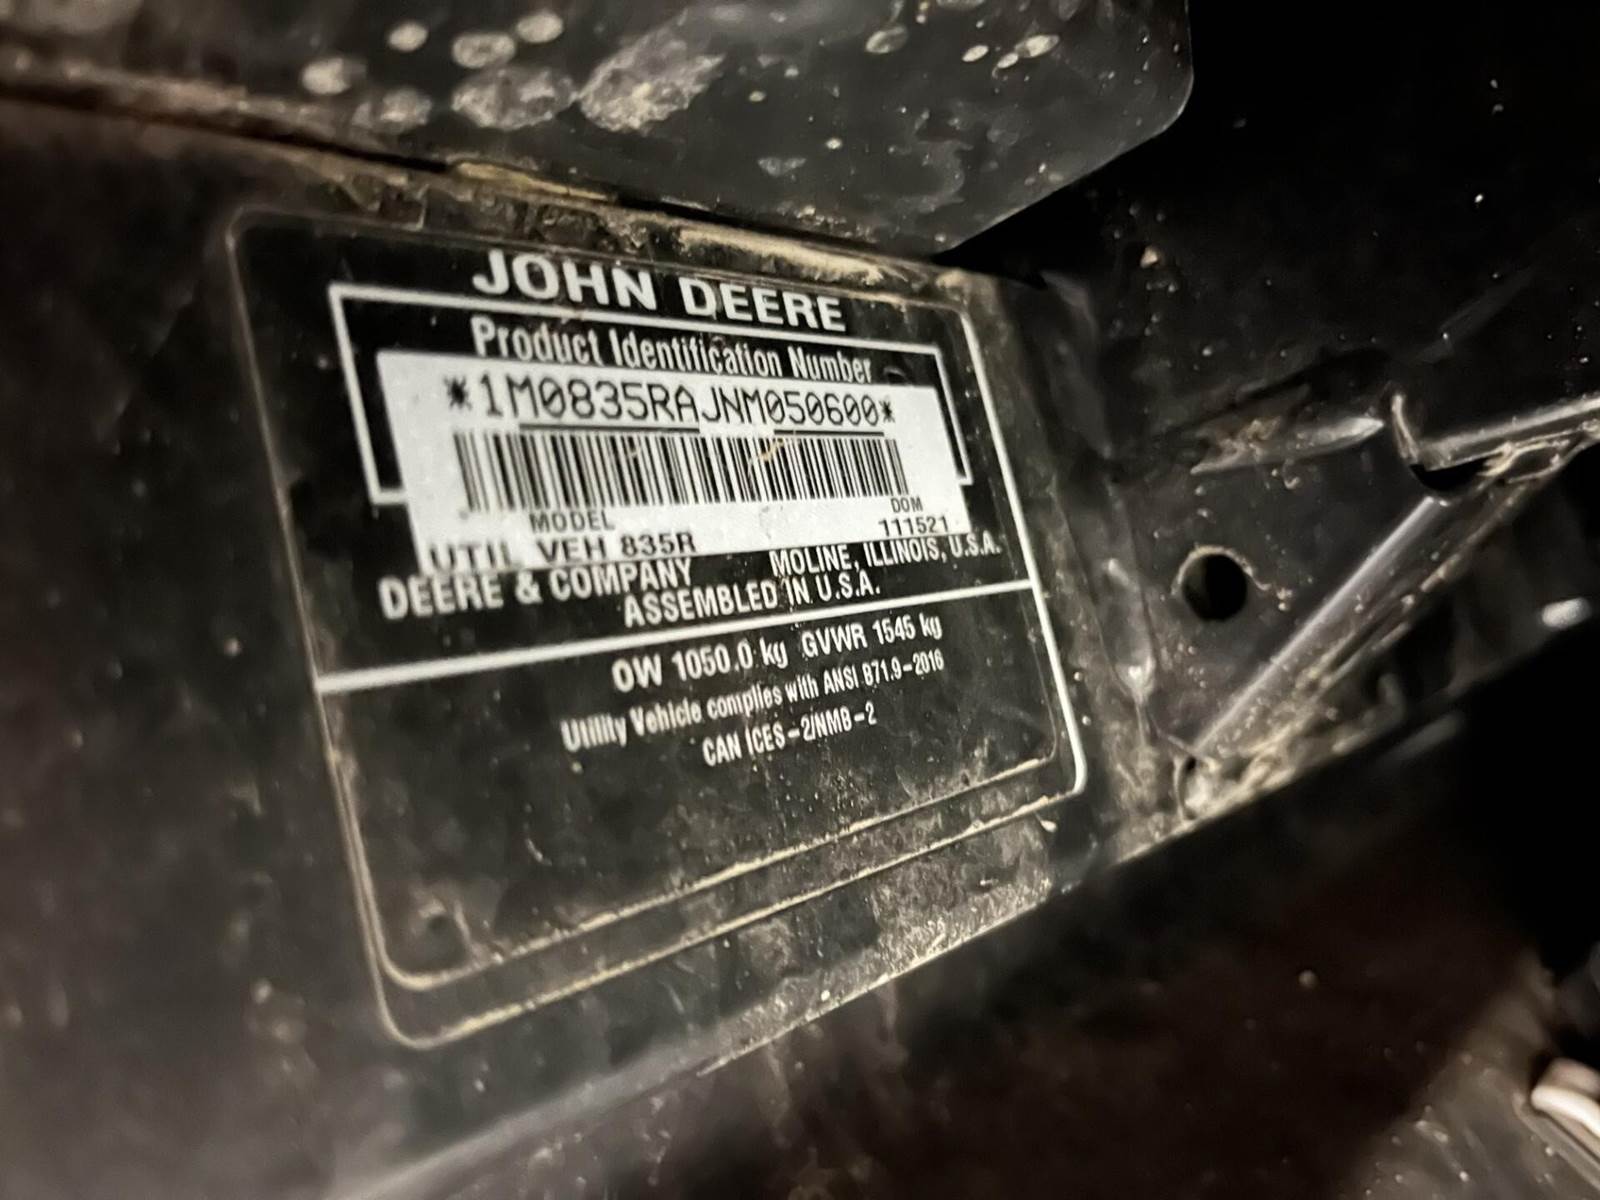 JOHN DEERE
Product Identification Number
*1M0835RAJNM050600*
MODEL DOM
UTIL VEH 835R 111521
DEERE & COMPANY MOLINE, ILLINOIS, U.S.A.
ASSEMBLED IN U.S.A.
OW 1050.0 kg GVWR 1545 kg
Utility Vehicle complies with ANSI B71.9-2016
CAN ICES-2/NMB-2